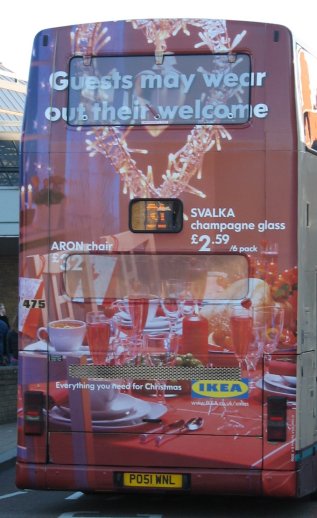 Guests may wear
out their welcome
SVALKA
champagne glass
£2.59
/6 pack
ARON chair
475
Everything you need for Christmas
IKEA
PO51 WNL